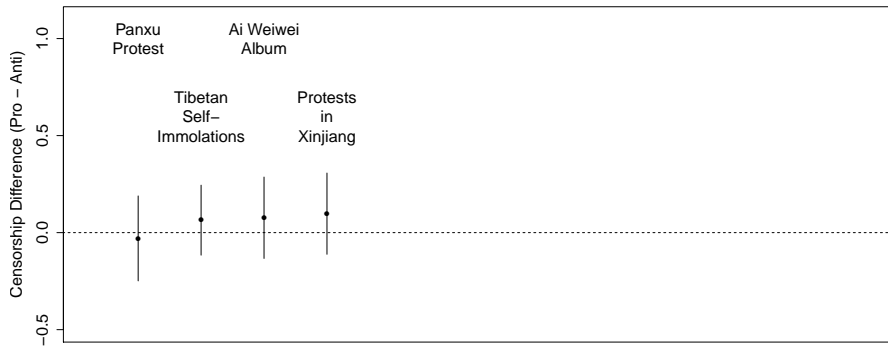 Panxu
Protest
Ai Weiwei
Album
Tibetan
Self−
Immolations
Protests
in
Xinjiang
Censorship Difference (Pro − Anti)
1.0
0.5
0.0
−0.5